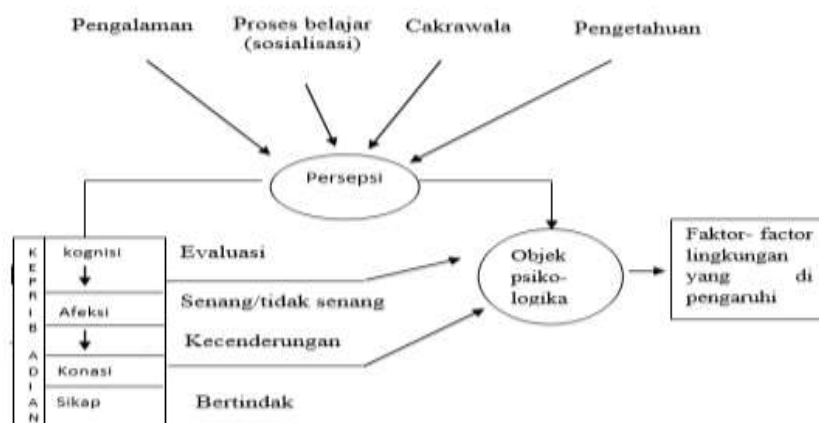 Pengalaman
Proses belajar
(sosialisasi)
Cakrawala
Pengetahuan
Persepsi
K
E
P
R
I
B
A
D
I
A
N
kognisi
Afeksi
Konasi
Sikap
Evaluasi
Senang/tidak senang
Kecenderungan
Bertindak
Objek
psiko-
logika
Faktor- factor
lingkungan
yang di
pengaruhi